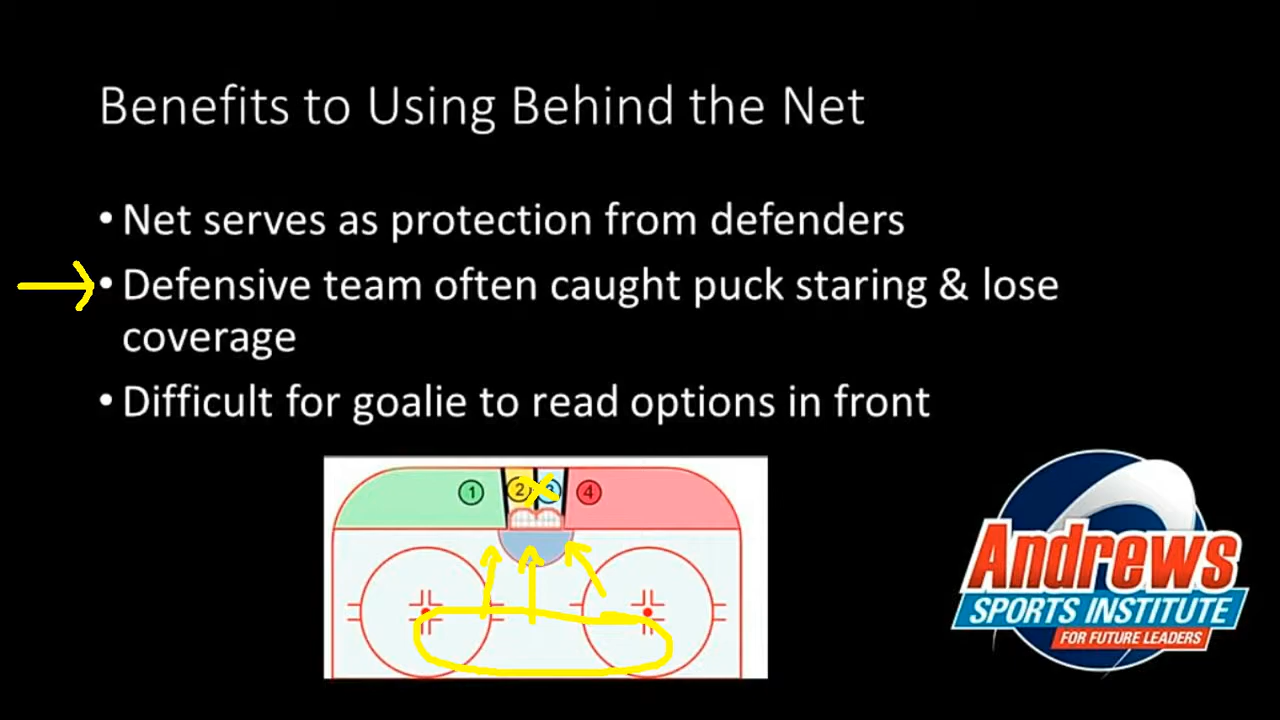 Benefits to Using Behind the Net
• Net serves as protection from defenders
• Defensive team often caught puck staring & lose
coverage
• Difficult for goalie to read options in front
1 2 3 4
Andrews
SPORTS INSTITUTE
FOR FUTURE LEADERS